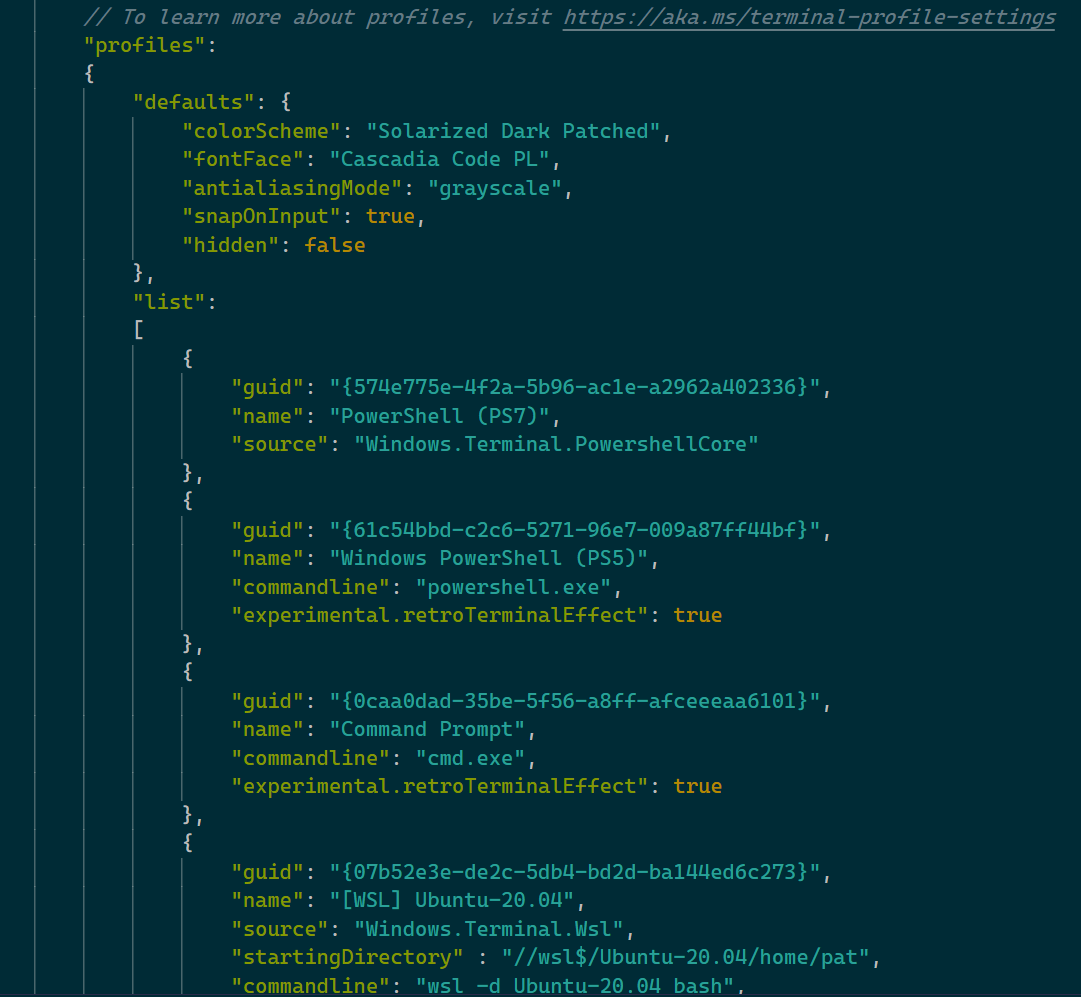 // To learn more about profiles, visit https://aka.ms/terminal-profile-settings
"profiles":
{
"defaults": {
"colorScheme": "Solarized Dark Patched",
"fontFace": "Cascadia Code PL",
"antialiasingMode": "grayscale",
"snapOnInput": true,
"hidden": false
},
"list":
[
{
"guid": "{574e775e-4f2a-5b96-ac1e-a2962a402336}",
"name": "PowerShell (PS7)",
"source": "Windows.Terminal.PowershellCore"
},
{
"guid": "{61c54bbd-c2c6-5271-96e7-009a87ff44bf}",
"name": "Windows PowerShell (PS5)",
"commandline": "powershell.exe",
"experimental.retroTerminalEffect": true
},
{
"guid": "{0caa0dad-35be-5f56-a8ff-afceeeaa6101}",
"name": "Command Prompt",
"commandline": "cmd.exe",
"experimental.retroTerminalEffect": true
},
{
"guid": "{07b52e3e-de2c-5db4-bd2d-ba144ed6c273}",
"name": "[WSL] Ubuntu-20.04",
"source": "Windows.Terminal.Wsl",
"startingDirectory" : "//wsl$/Ubuntu-20.04/home/pat",
"commandline": "wsl -d Ubuntu-20.04 bash",